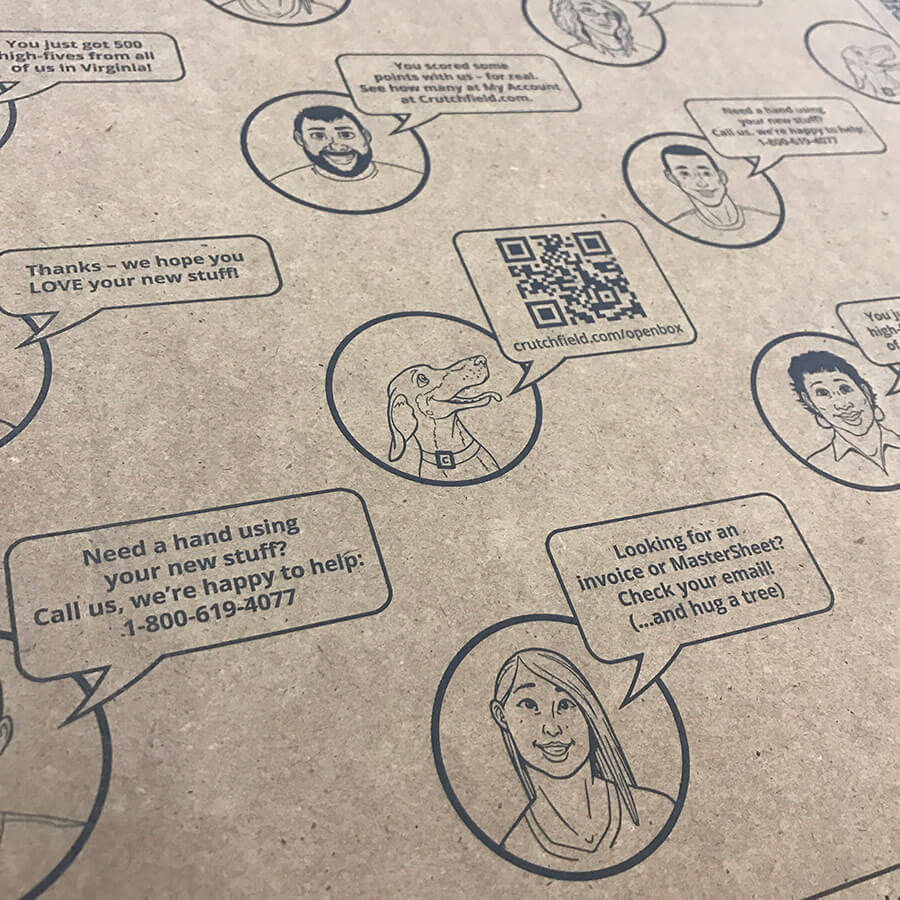 You just got 500
high-fives from all
of us in Virginia!
You scored some
points with us – for real.
See how many at My Account
at Crutchfield.com.
Need a hand using
your new stuff?
Call us, we're happy to help:
1-800-619-4077
Thanks – we hope you
LOVE your new stuff!
crutchfield.com/openbox
C
You
high-
of
Need a hand using
your new stuff?
Call us, we're happy to help:
1-800-619-4077
Looking for an
invoice or MasterSheet?
Check your email!
(...and hug a tree)